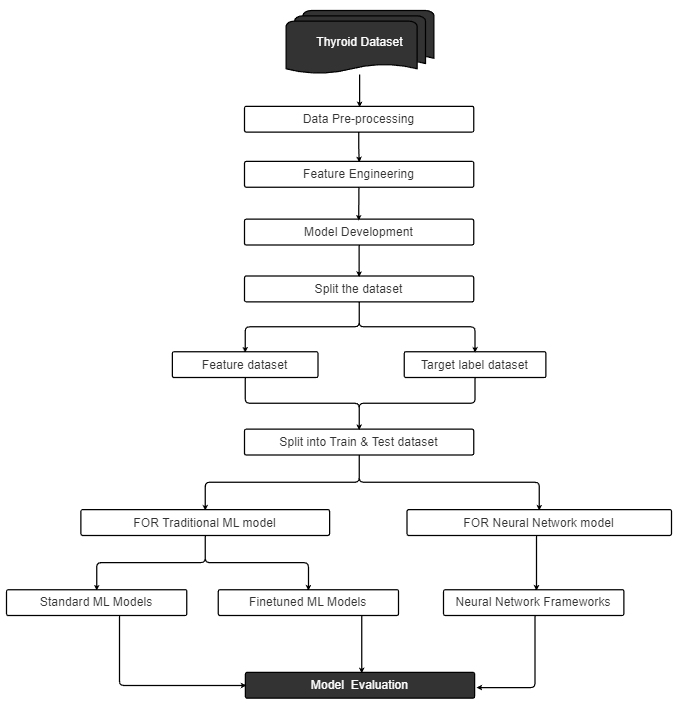 Thyroid Dataset
Data Pre-processing
Feature Engineering
Model Development
Split the dataset
Feature dataset
Target label dataset
Split into Train & Test dataset
FOR Traditional ML model
FOR Neural Network model
Standard ML Models
Finetuned ML Models
Neural Network Frameworks
Model Evaluation